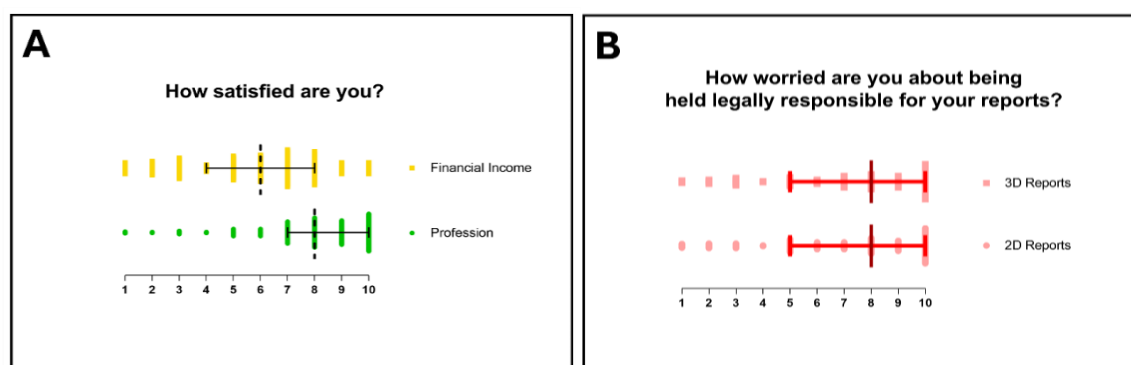 A
How satisfied are you?
Financial Income
Profession
1 2 3 4 5 6 7 8 9 10
B
How worried are you about being
held legally responsible for your reports?
3D Reports
2D Reports
1 2 3 4 5 6 7 8 9 10